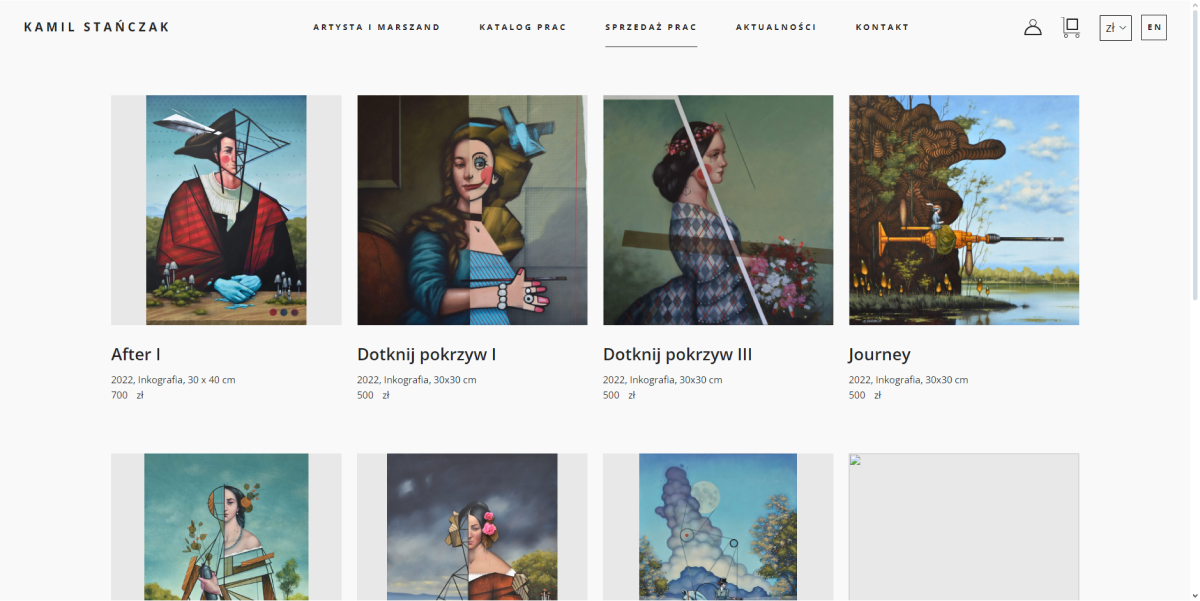 KAMIL STAŃCZAK
ARTYSTA I MARSZAND
KATALOG PRAC
SPRZEDAŻ PRAC
AKTUALNOŚCI
KONTAKT
zł
EN
After I
2022, Inkografia, 30 x 40 cm
700 zł
Dotknij pokrzyw I
2022, Inkografia, 30x30 cm
500 zł
Dotknij pokrzyw III
2022, Inkografia, 30x30 cm
500 zł
Journey
2022, Inkografia, 30x30 cm
500 zł